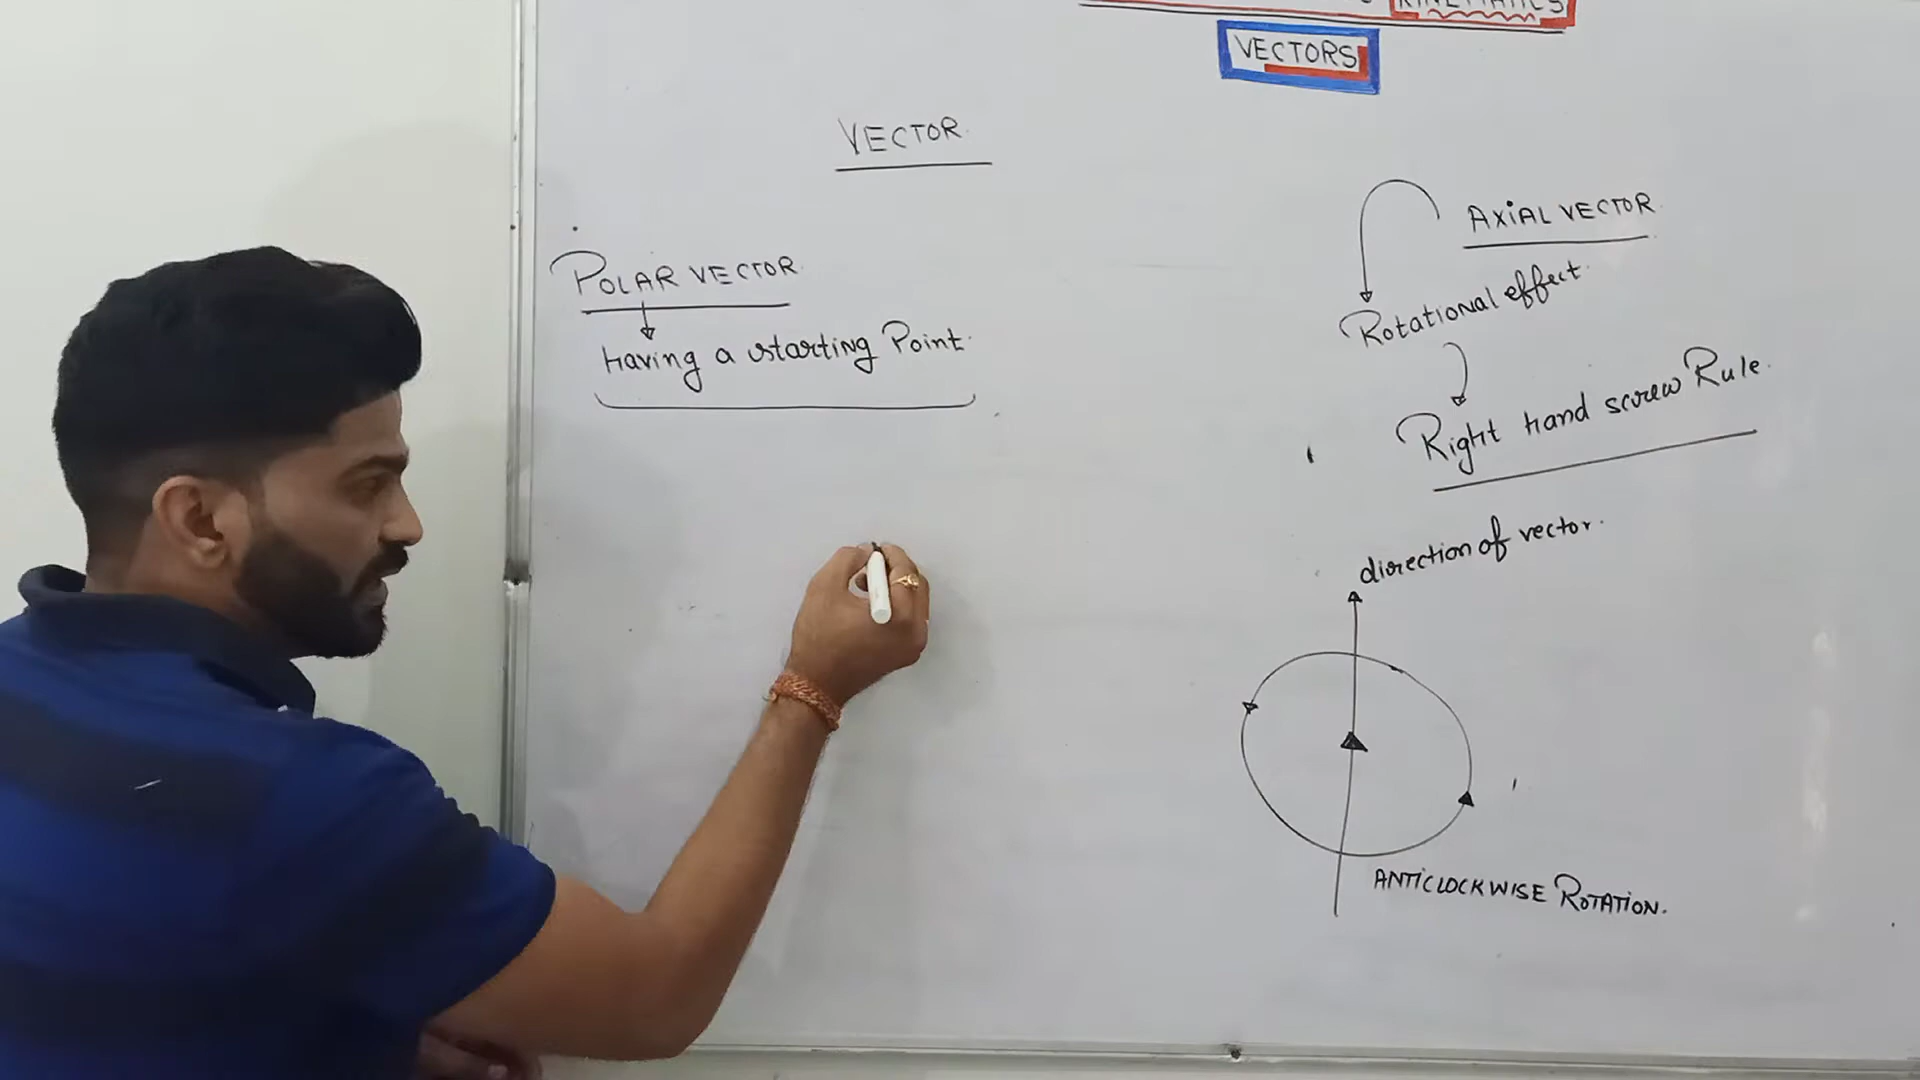 KINEMATICS
VECTORS
VECTOR.
POLAR VECTOR.
Having a starting Point.
AXIAL VECTOR.
Rotational effect.
Right hand screw Rule.
direction of vector.
ANTICLOCKWISE ROTATION.